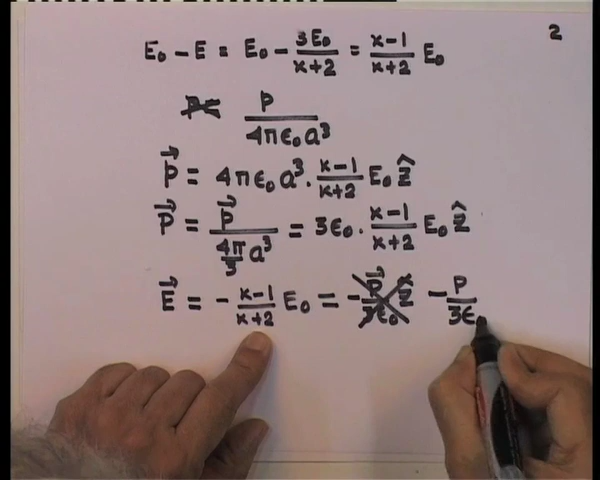 2
E₀ - E = E₀ - 3E₀/(κ+2) = (κ-1)/(κ+2) E₀
p/(4πε₀a³)
p⃗ = 4πε₀a³ · (κ-1)/(κ+2) E₀ ẑ
P⃗ = p⃗/((4π/3)a³) = 3ε₀ · (κ-1)/(κ+2) E₀ ẑ
E⃗ = - (κ-1)/(κ+2) E₀ = - P/(3ε₀